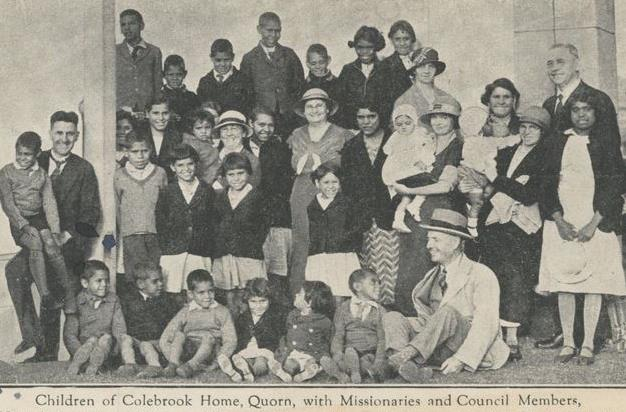 Children of Colebrook Home, Quorn, with Missionaries and Council Members,